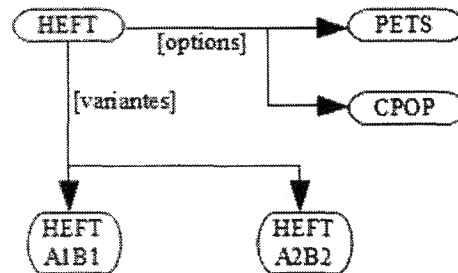 HEFT
PETS
[options]
CPOP
[variantes]
HEFT
A1B1
HEFT
A2B2